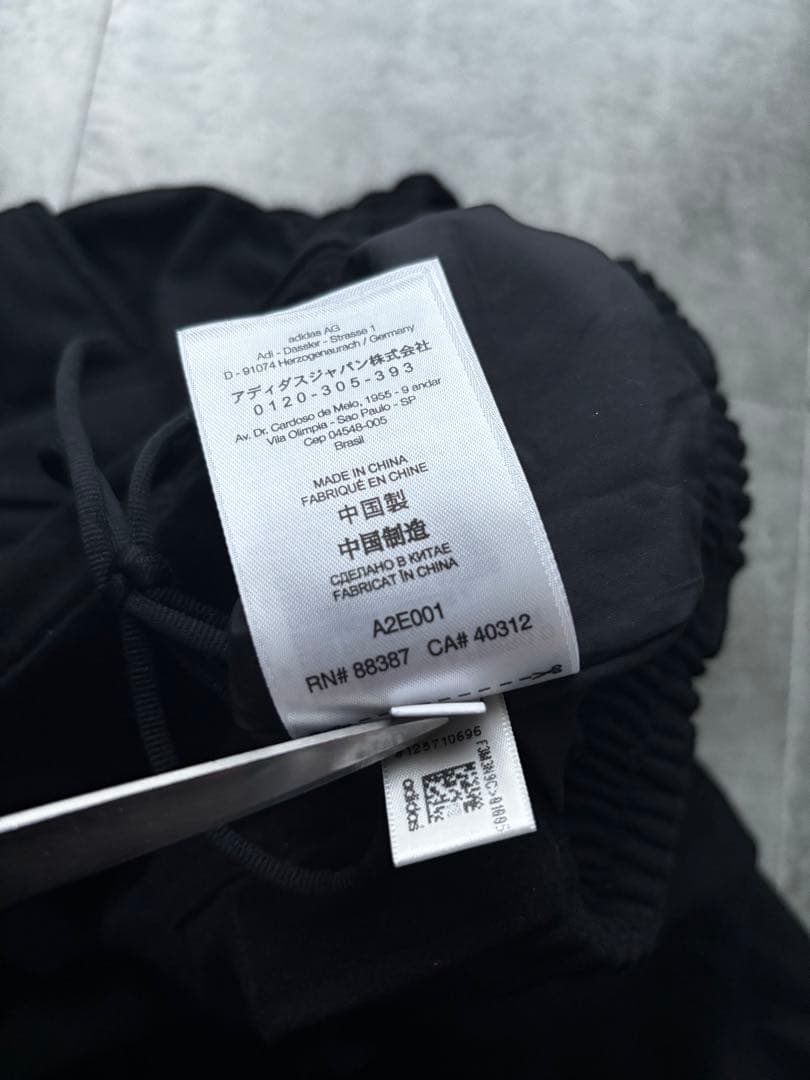 adidas AG
Adi - Dassler - Strasse 1
D - 91074 Herzogenaurach / Germany
アディダスジャパン株式会社
0120-305-393
Av. Dr. Cardoso de Melo, 1955 - 9 andar
Vila Olimpia - Sao Paulo - SP
Cep 04548-005
Brasil
MADE IN CHINA
FABRIQUÉ EN CHINE
中国製
中国制造
СДЕЛАНО В КИТАЕ
FABRICAT ÎN CHINA
A2E001
RN# 88387 CA# 40312
adidas